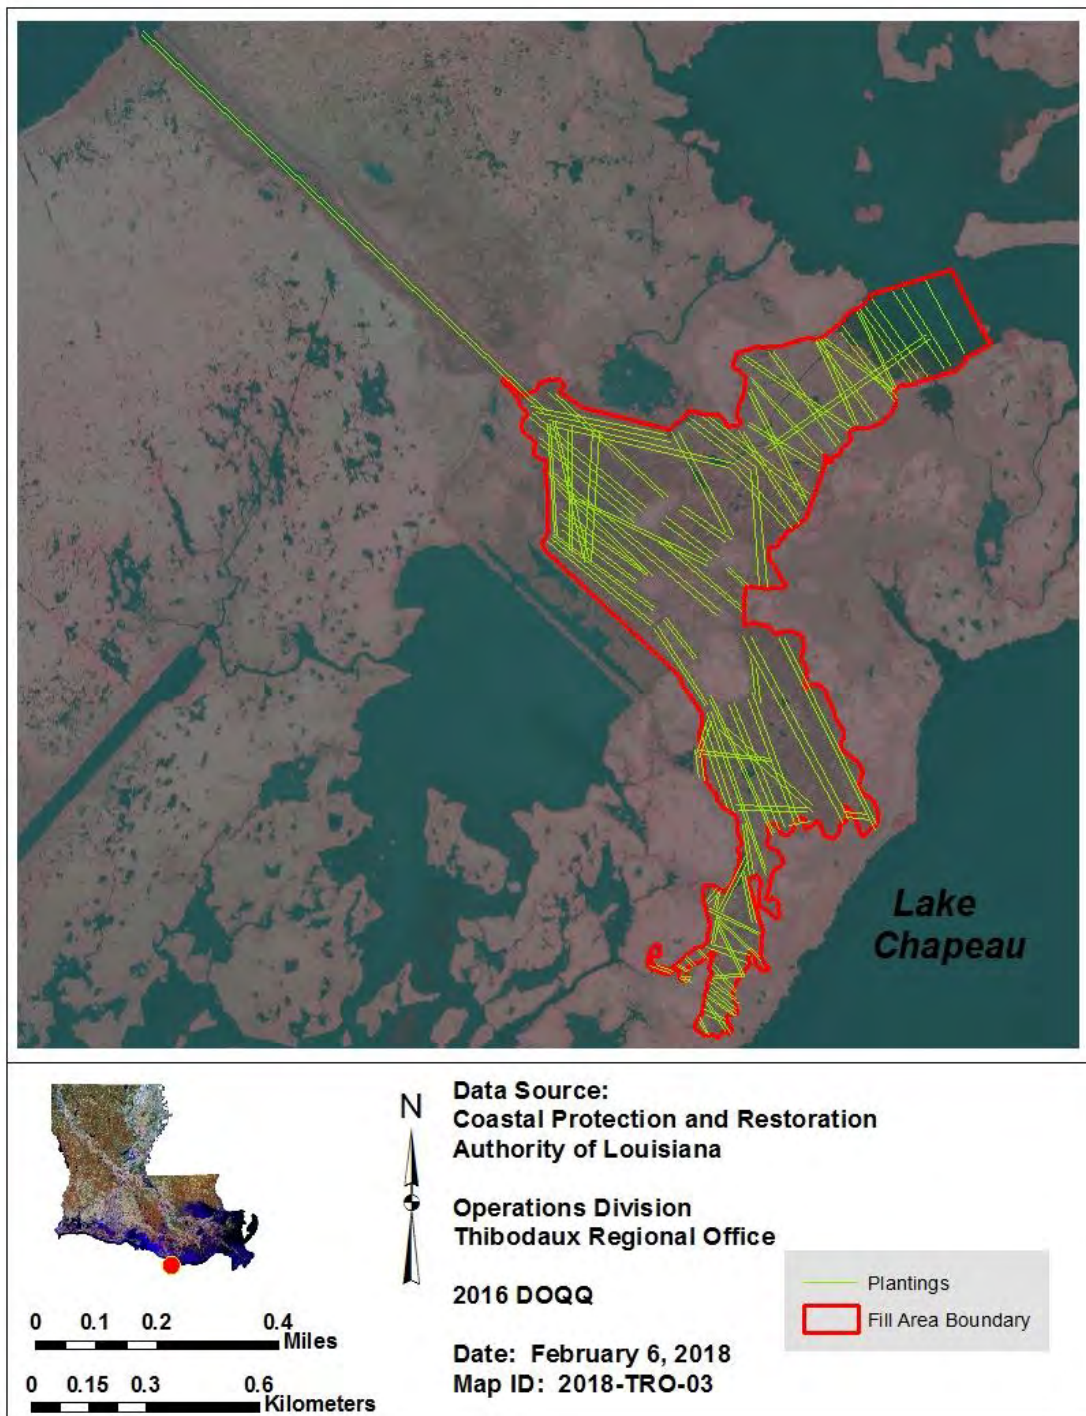 Lake
Chapeau
N
Data Source:
Coastal Protection and Restoration
Authority of Louisiana
Operations Division
Thibodaux Regional Office
2016 DOQQ
Date: February 6, 2018
Map ID: 2018-TRO-03
0 0.1 0.2 0.4
Miles
0 0.15 0.3 0.6
Kilometers
Plantings
Fill Area Boundary